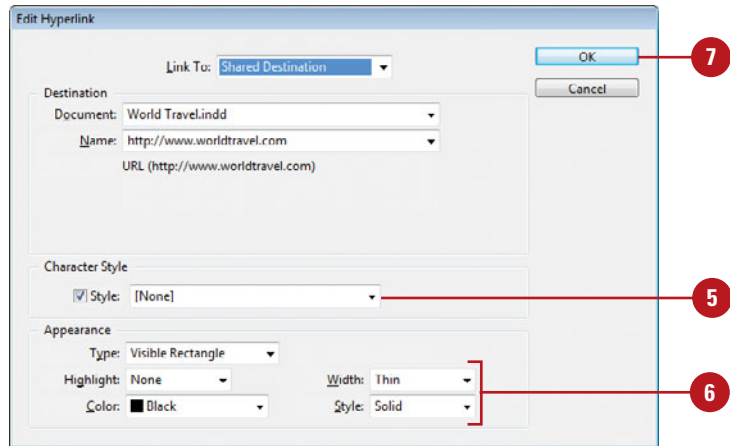 Edit Hyperlink
Link To: Shared Destination
OK
7
Cancel
Destination
Document: World Travel.indd
Name: http://www.worldtravel.com
URL (http://www.worldtravel.com)
Character Style
Style: [None]
5
Appearance
Type: Visible Rectangle
Highlight: None
Width: Thin
6
Color: Black
Style: Solid